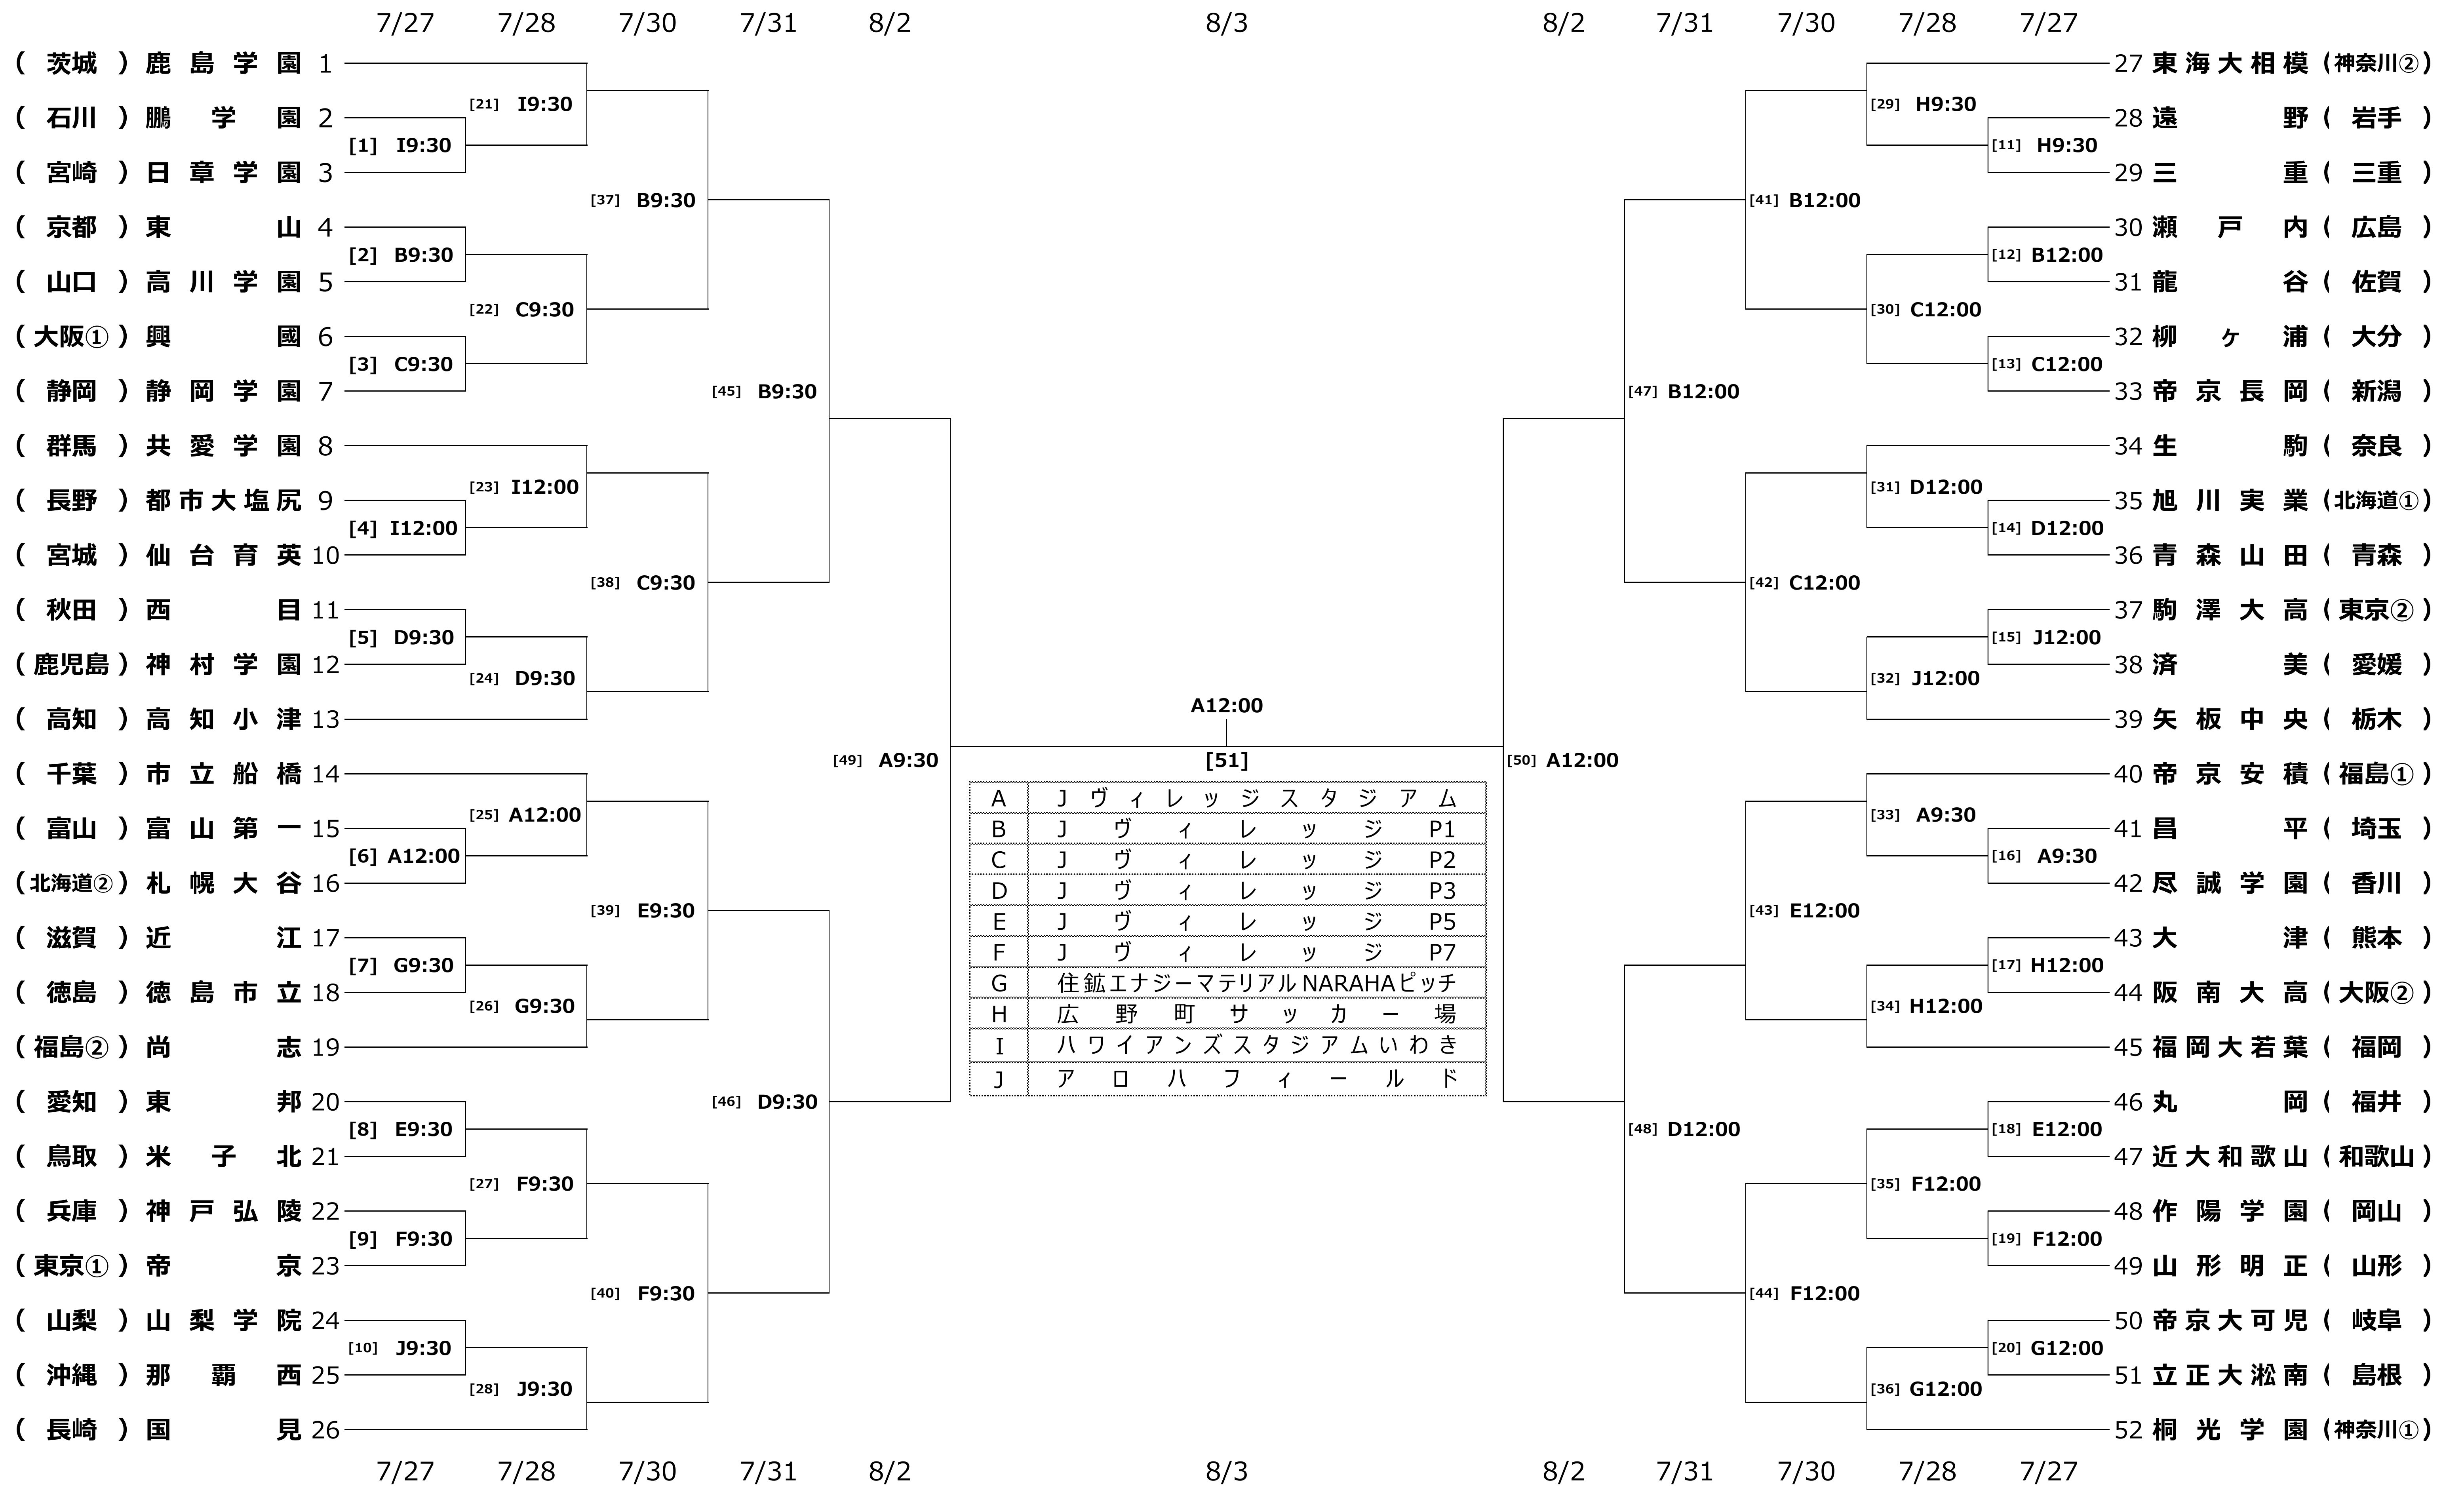 7/27 7/28 7/30 7/31 8/2 8/3 8/2 7/31 7/30 7/28 7/27
(茨城) 鹿島学園 1
(石川) 鵬学園 2
(宮崎) 日章学園 3
(京都) 東山 4
(山口) 高川学園 5
(大阪①) 興國 6
(静岡) 静岡学園 7
(群馬) 共愛学園 8
(長野) 都市大塩尻 9
(宮城) 仙台育英 10
(秋田) 西目 11
(鹿児島) 神村学園 12
(高知) 高知小津 13
(千葉) 市立船橋 14
(富山) 富山第一 15
(北海道②) 札幌大谷 16
(滋賀) 近江 17
(徳島) 徳島市立 18
(福島②) 尚志 19
(愛知) 東邦 20
(鳥取) 米子北 21
(兵庫) 神戸弘陵 22
(東京①) 帝京 23
(山梨) 山梨学院 24
(沖縄) 那覇西 25
(長崎) 国見 26
[1] I9:30
[2] B9:30
[3] C9:30
[4] I12:00
[5] D9:30
[6] A12:00
[7] G9:30
[8] E9:30
[9] F9:30
[10] J9:30
[21] I9:30
[22] C9:30
[23] I12:00
[24] D9:30
[25] A12:00
[26] G9:30
[27] F9:30
[28] J9:30
[37] B9:30
[38] C9:30
[39] E9:30
[40] F9:30
[45] B9:30
[46] D9:30
[49] A9:30
A12:00
[51]
A Jヴィレッジスタジアム
B JヴィレッジP1
C JヴィレッジP2
D JヴィレッジP3
E JヴィレッジP5
F JヴィレッジP7
G 住鉱エナジーマテリアルNARAHAピッチ
H 広野町サッカー場
I ハワイアンズスタジアムいわき
J アロハフィールド
[50] A12:00
[47] B12:00
[48] D12:00
[41] B12:00
[42] C12:00
[43] E12:00
[44] F12:00
[29] H9:30
[30] C12:00
[31] D12:00
[32] J12:00
[33] A9:30
[34] H12:00
[35] F12:00
[36] G12:00
[11] H9:30
[12] B12:00
[13] C12:00
[14] D12:00
[15] J12:00
[16] A9:30
[17] H12:00
[18] E12:00
[19] F12:00
[20] G12:00
27 東海大相模 (神奈川②)
28 遠野 (岩手)
29 三重 (三重)
30 瀬戸内 (広島)
31 龍谷 (佐賀)
32 柳ヶ浦 (大分)
33 帝京長岡 (新潟)
34 生駒 (奈良)
35 旭川実業 (北海道①)
36 青森山田 (青森)
37 駒澤大高 (東京②)
38 済美 (愛媛)
39 矢板中央 (栃木)
40 帝京安積 (福島①)
41 昌平 (埼玉)
42 尽誠学園 (香川)
43 大津 (熊本)
44 阪南大高 (大阪②)
45 福岡大若葉 (福岡)
46 丸岡 (福井)
47 近大和歌山 (和歌山)
48 作陽学園 (岡山)
49 山形明正 (山形)
50 帝京大可児 (岐阜)
51 立正大淞南 (島根)
52 桐光学園 (神奈川①)
7/27 7/28 7/30 7/31 8/2 8/3 8/2 7/31 7/30 7/28 7/27